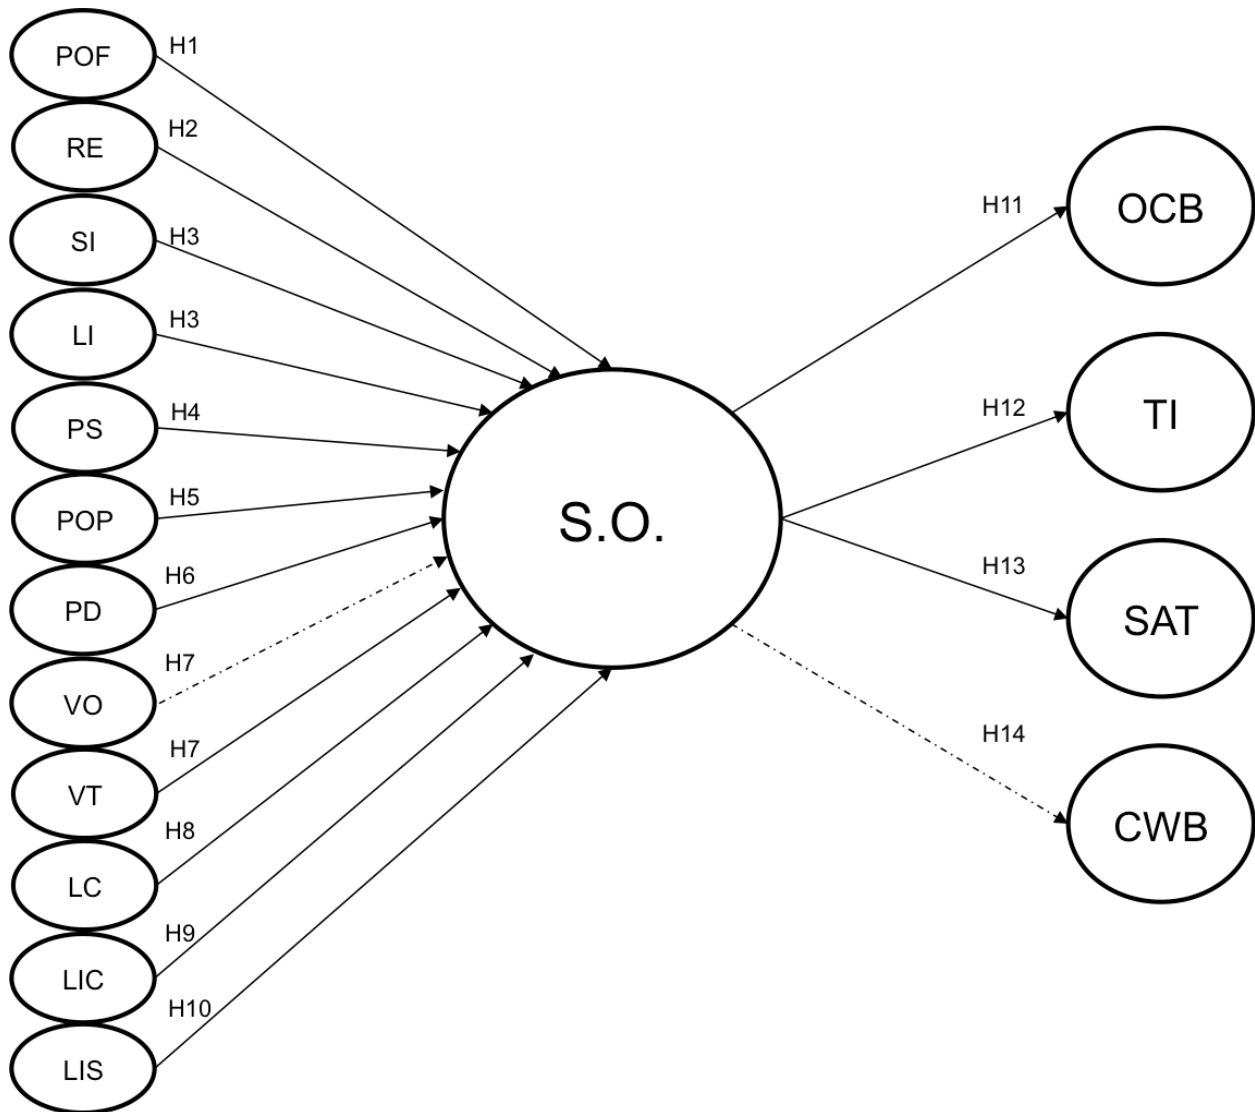 POF
H1
RE
H2
SI
H3
LI
H3
PS
H4
POP
H5
PD
H6
VO
H7
VT
H7
LC
H8
LIC
H9
LIS
H10
S.O.
H11
OCB
H12
TI
H13
SAT
H14
CWB